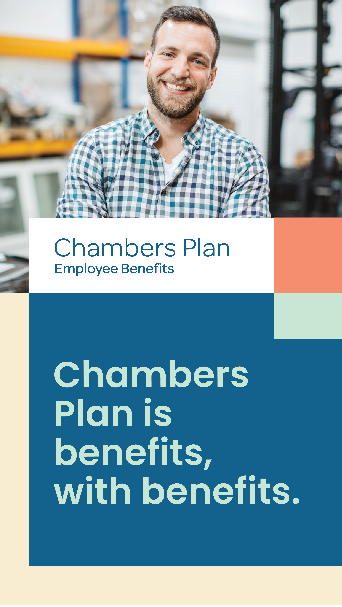 Chambers Plan
Employee Benefits
Chambers
Plan is
benefits,
with benefits.